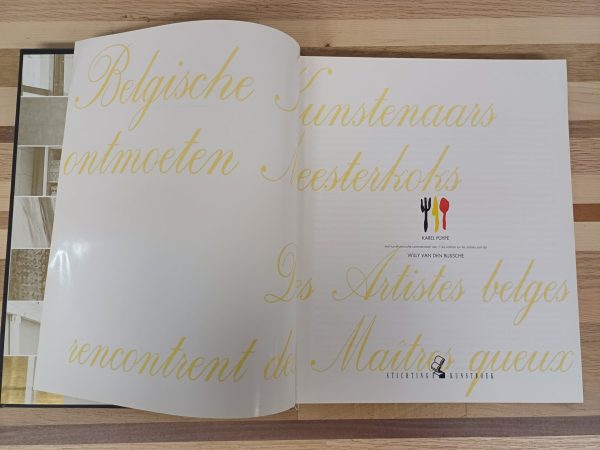 Belgische Kunstenaars
ontmoeten Meesterkoks
KAREL PUYPE
WILLY VAN DEN BUSSCHE
Des Artistes belges
rencontrent des Maîtres queux
STICHTING KUNSTBOEK